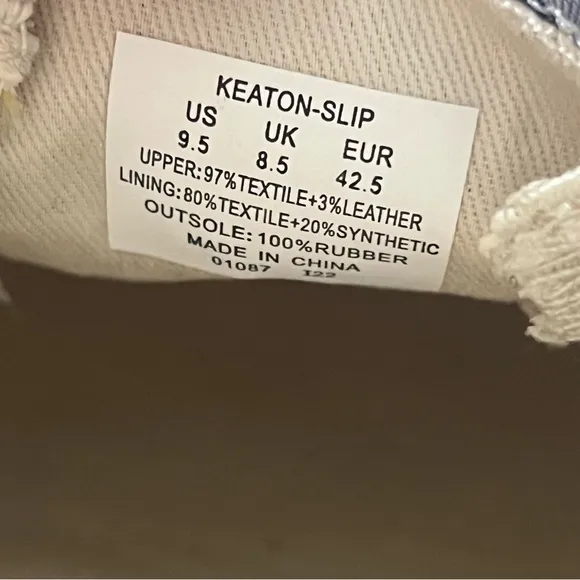 KEATON-SLIP
US UK EUR
9.5 8.5 42.5
UPPER:97%TEXTILE+3%LEATHER
LINING:80%TEXTILE+20%SYNTHETIC
OUTSOLE:100%RUBBER
MADE IN CHINA
01087 I22